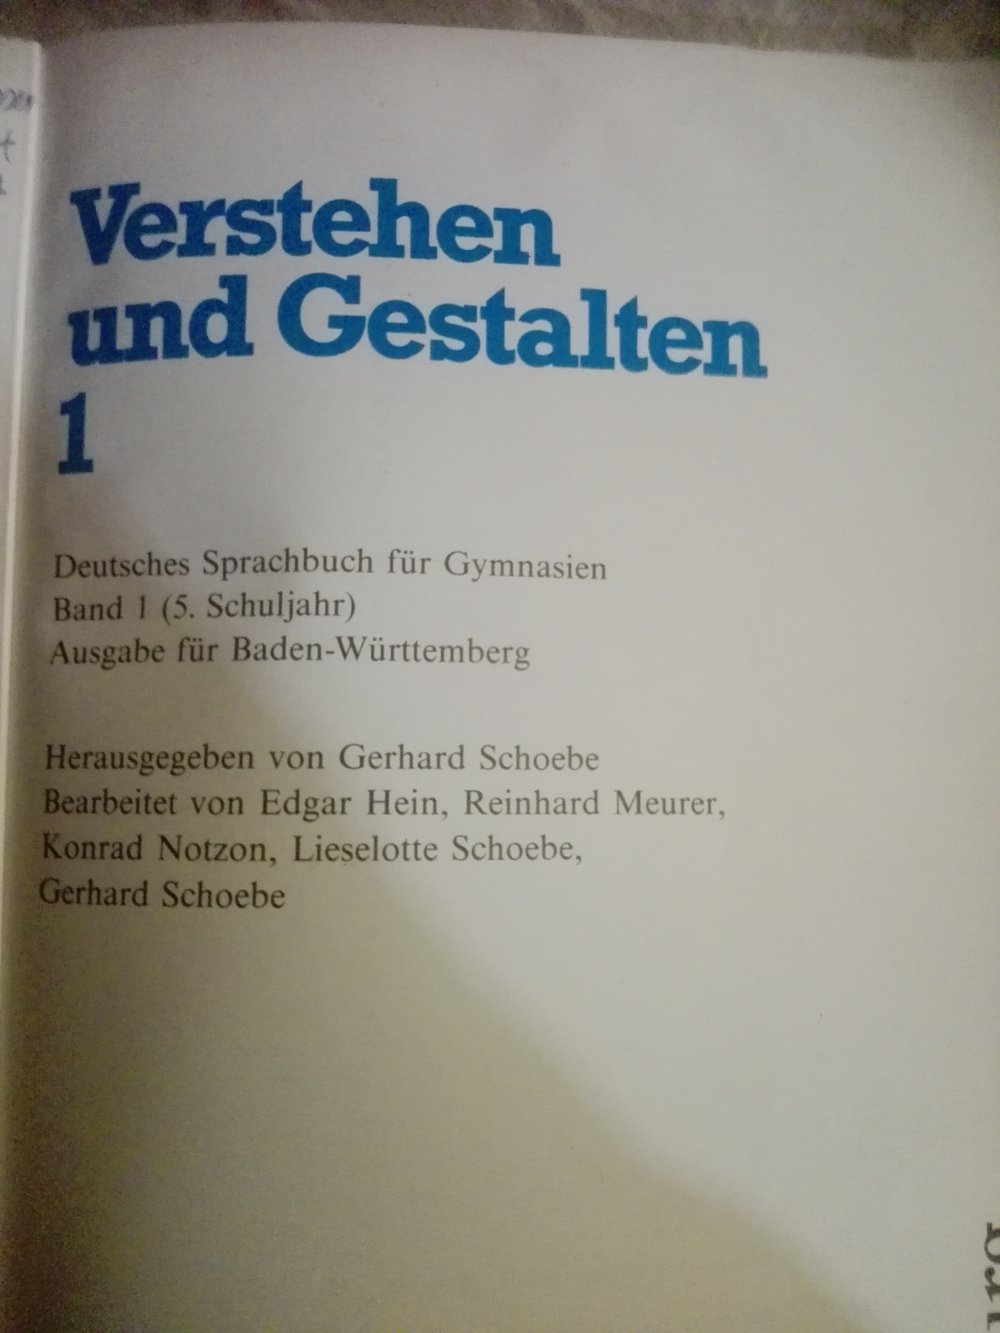 Verstehen
und Gestalten
1
Deutsches Sprachbuch für Gymnasien
Band 1 (5. Schuljahr)
Ausgabe für Baden-Württemberg
Herausgegeben von Gerhard Schoebe
Bearbeitet von Edgar Hein, Reinhard Meurer,
Konrad Notzon, Lieselotte Schoebe,
Gerhard Schoebe